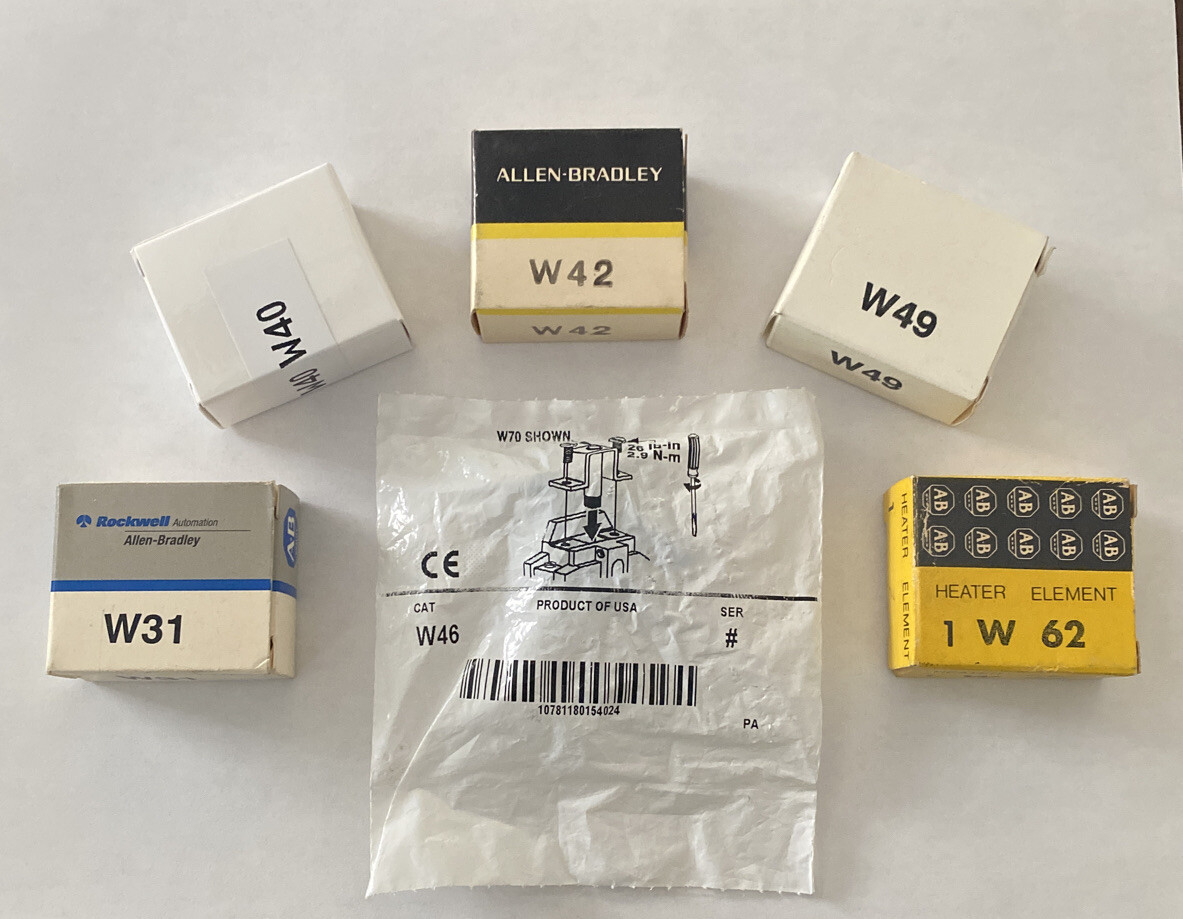 W40
W40
ALLEN-BRADLEY
W42
W42
W49
W49
Rockwell Automation
Allen-Bradley
W31
W31
AB
W70 SHOWN
26 lb-in
2.9 N-m
CE
CAT
PRODUCT OF USA
SER
W46
#
10781180154024
PA
AB AB AB AB AB
AB AB AB AB AB
HEATER ELEMENT
1 W 62
HEATER ELEMENT
1